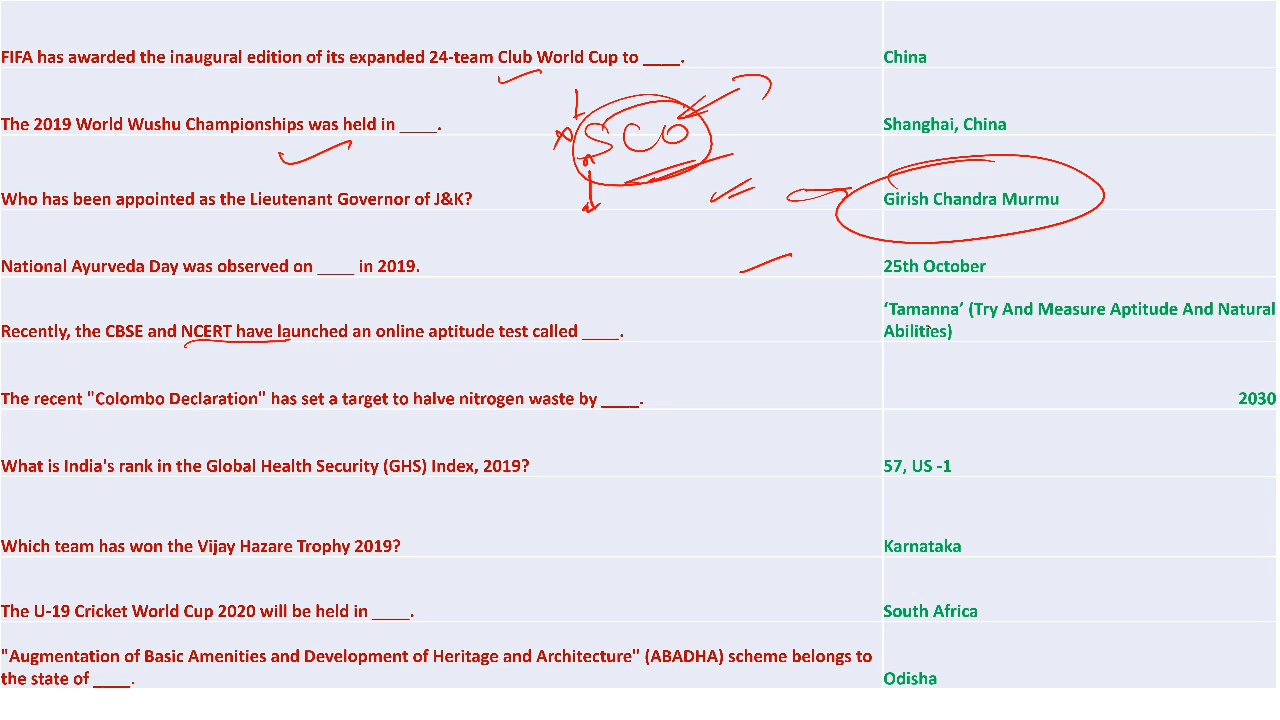 FIFA has awarded the inaugural edition of its expanded 24-team Club World Cup to ____. China
The 2019 World Wushu Championships was held in ____. Shanghai, China
SCO
Who has been appointed as the Lieutenant Governor of J&K? Girish Chandra Murmu
National Ayurveda Day was observed on ____ in 2019. 25th October
‘Tamanna’ (Try And Measure Aptitude And Natural
Recently, the CBSE and NCERT have launched an online aptitude test called ____. Abilities)
The recent "Colombo Declaration" has set a target to halve nitrogen waste by ____. 2030
What is India's rank in the Global Health Security (GHS) Index, 2019? 57, US -1
Which team has won the Vijay Hazare Trophy 2019? Karnataka
The U-19 Cricket World Cup 2020 will be held in ____. South Africa
"Augmentation of Basic Amenities and Development of Heritage and Architecture" (ABADHA) scheme belongs to
the state of ____. Odisha